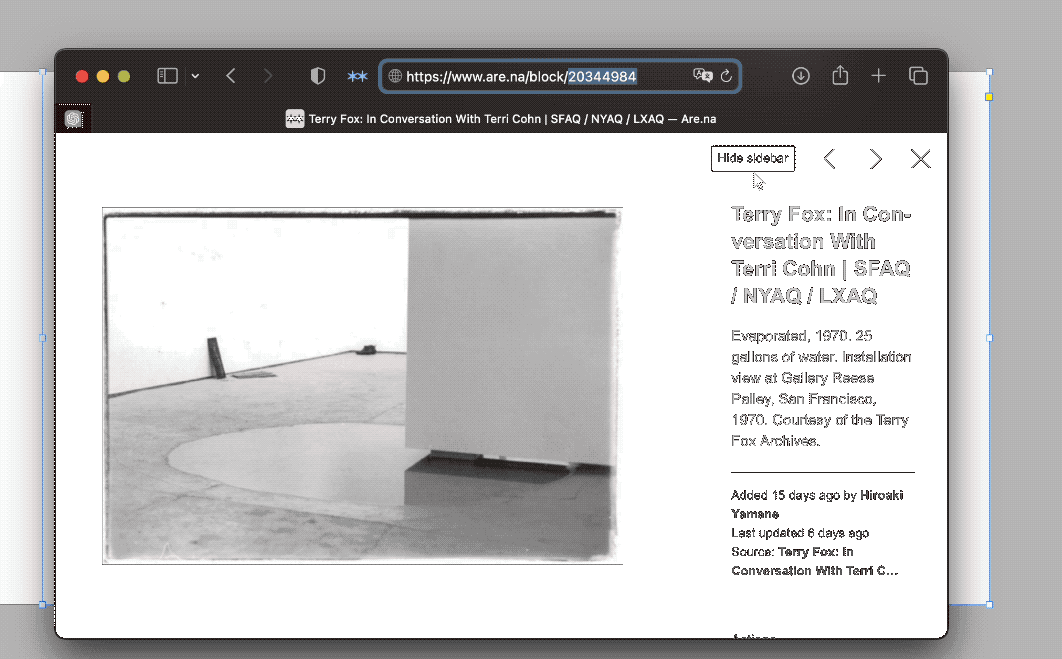 https://www.are.na/block/20344984
Terry Fox: In Conversation With Terri Cohn | SFAQ / NYAQ / LXAQ — Are.na
Hide sidebar
Terry Fox: In Con-
versation With
Terri Cohn | SFAQ
/ NYAQ / LXAQ
Evaporated, 1970. 25
gallons of water. Installation
view at Gallery Reese
Palley, San Francisco,
1970. Courtesy of the Terry
Fox Archives.
Added 15 days ago by Hiroaki
Yamane
Last updated 6 days ago
Source: Terry Fox: In
Conversation With Terri C...
Actions